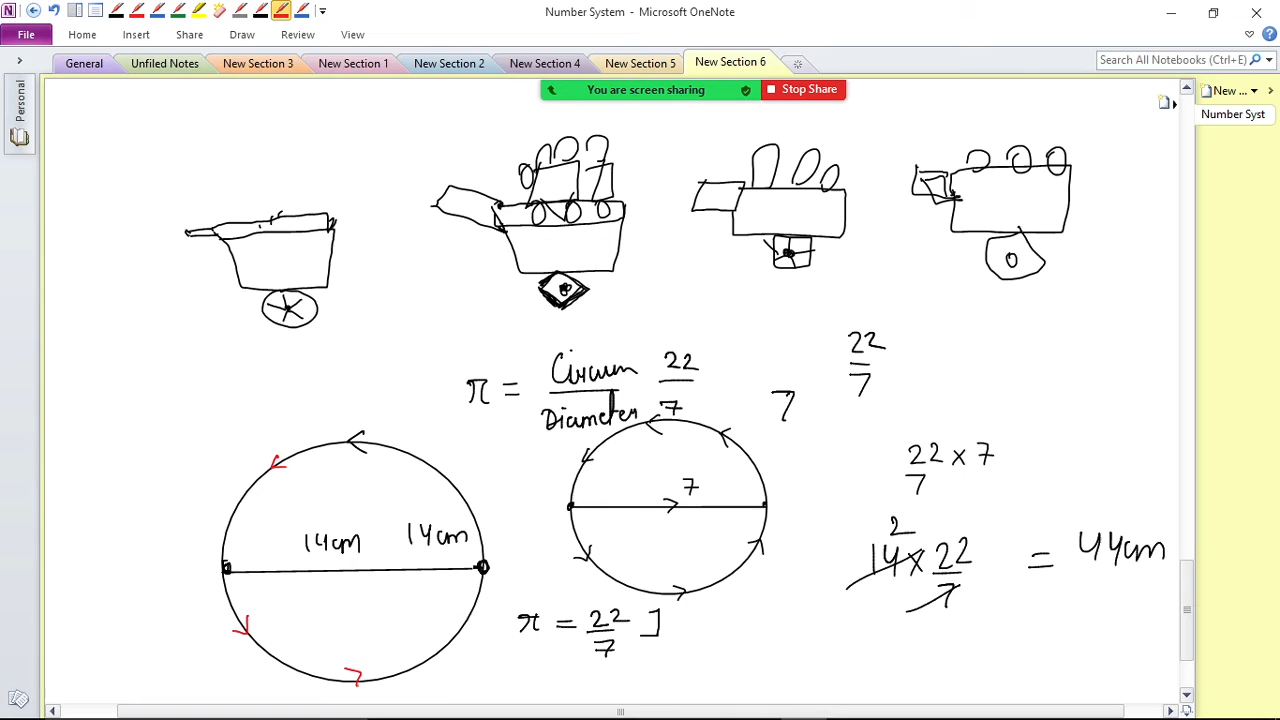 Number System - Microsoft OneNote
File Home Insert Share Draw Review View
General Unfiled Notes New Section 3 New Section 1 New Section 2 New Section 4 New Section 5 New Section 6
Search All Notebooks (Ctrl+E)
You are screen sharing Stop Share
New ...
Number Syst
Personal
22
7
π = Circum 22
Diameter 7
7
22 × 7
7
7
14cm 14cm
2
14 × 22 = 44cm
7
π = 22 ]
7